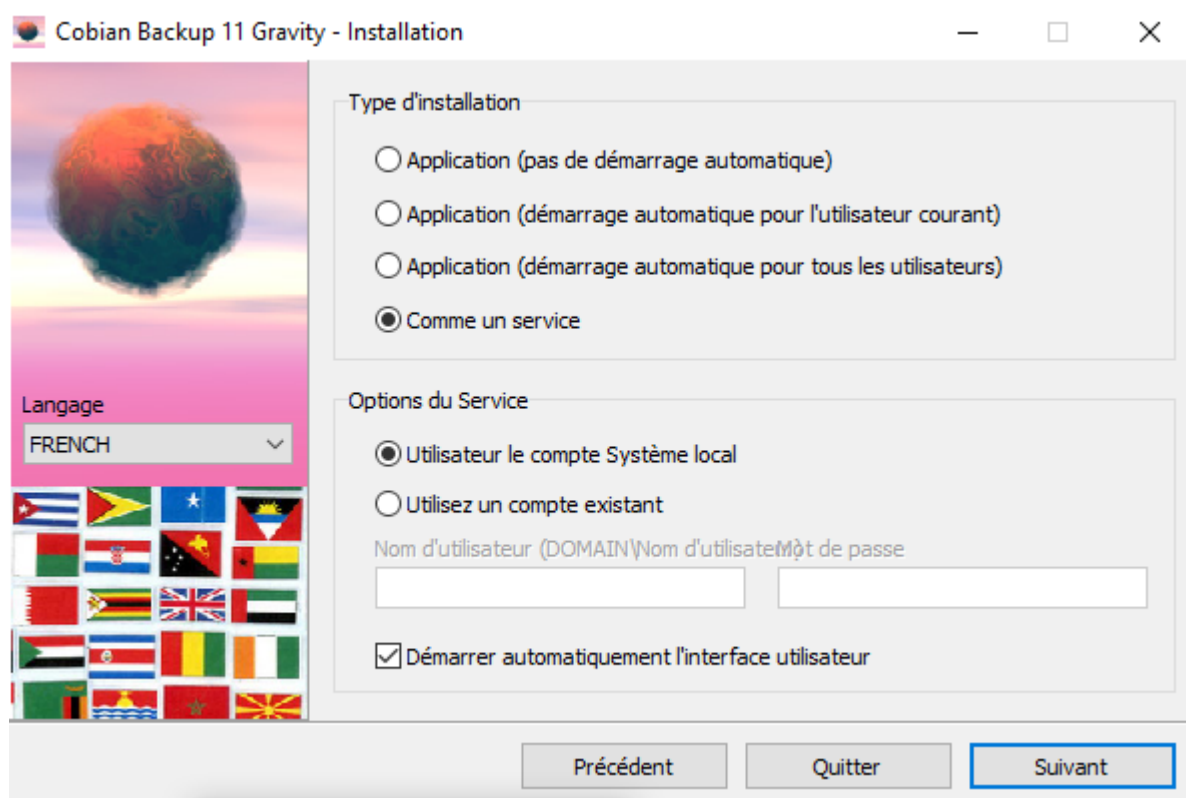 Cobian Backup 11 Gravity - Installation
Type d'installation
Application (pas de démarrage automatique)
Application (démarrage automatique pour l'utilisateur courant)
Application (démarrage automatique pour tous les utilisateurs)
Comme un service
Langage
FRENCH
Options du Service
Utilisateur le compte Système local
Utilisez un compte existant
Nom d'utilisateur (DOMAIN\Nom d'utilisateur) Mot de passe
Démarrer automatiquement l'interface utilisateur
Précédent Quitter Suivant